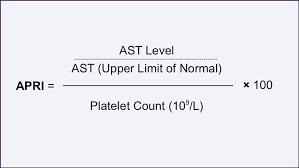 AST Level
AST (Upper Limit of Normal)
APRI = × 100
Platelet Count (10⁹/L)